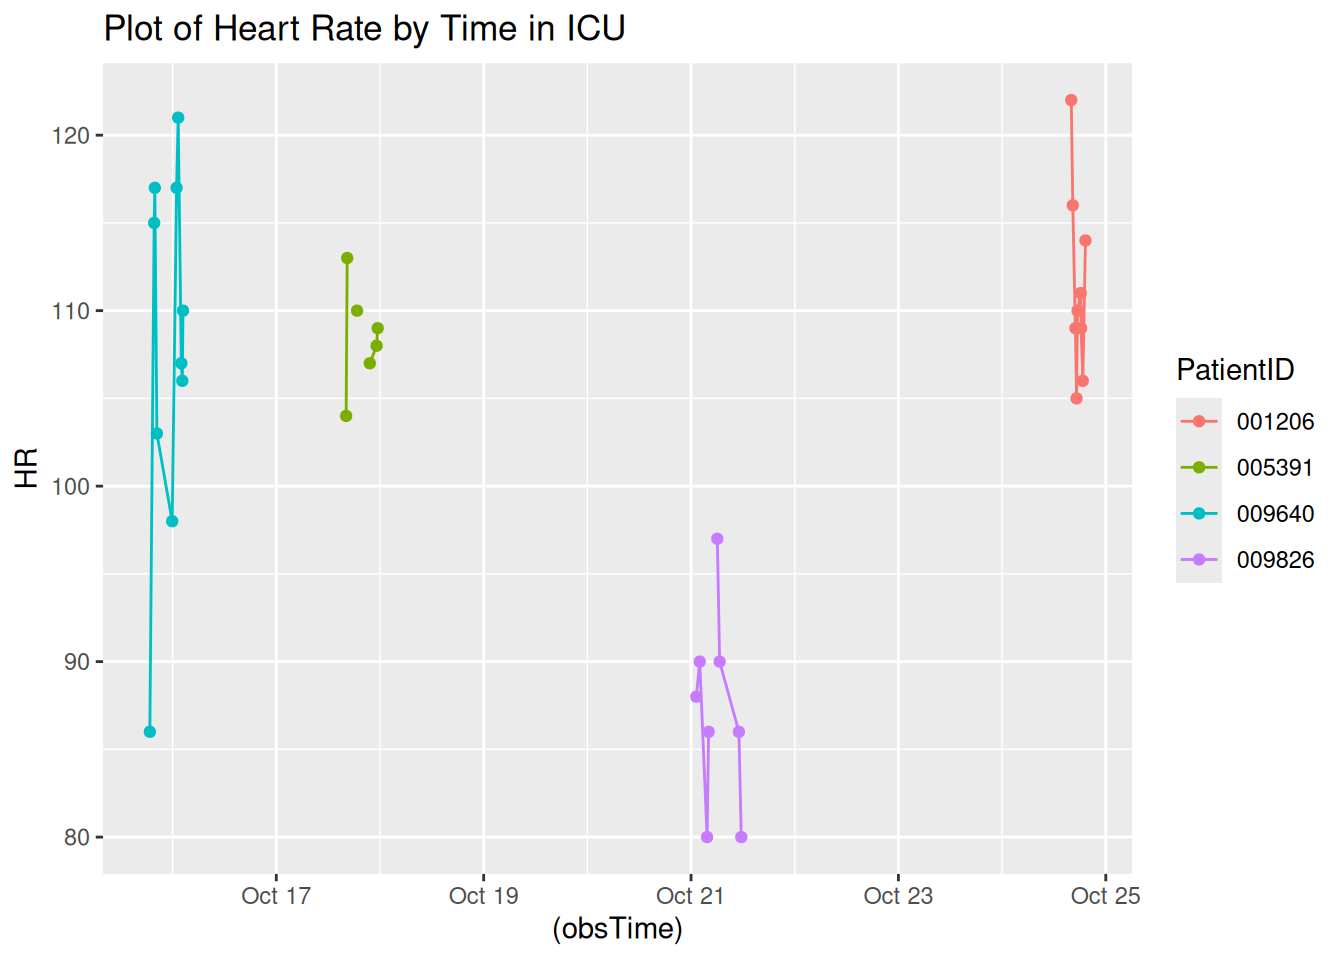 Plot of Heart Rate by Time in ICU
120
110
100
90
80
HR
Oct 17
Oct 19
Oct 21
Oct 23
Oct 25
(obsTime)
PatientID
001206
005391
009640
009826